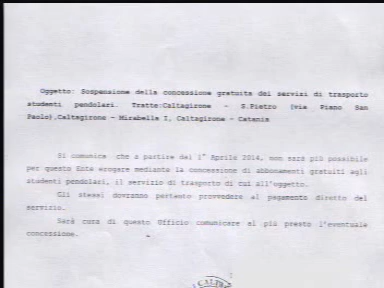 Oggetto: Sospensione della concessione gratuita dei servizi di trasporto
studenti pendolari. Tratte:Caltagirone - S.Pietro (via Piano San
Paolo),Caltagirone - Mirabella I, Caltagirone - Catania
Si comunica che a partire dal 1° Aprile 2014, non sarà più possibile
per questo Ente erogare mediante la concessione di abbonamenti gratuiti agli
studenti pendolari, il servizio di trasporto di cui all'oggetto.
Gli stessi dovranno pertanto provvedere al pagamento diretto del
servizio.
Sarà cura di questo Ufficio comunicare al più presto l'eventuale
concessione.
CALTA